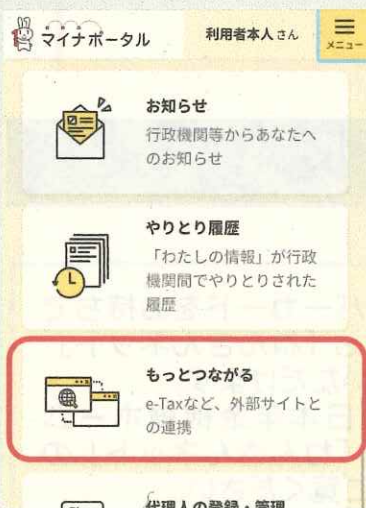 マイナポータル
利用者本人さん
メニュー
お知らせ
行政機関等からあなたへ
のお知らせ
やりとり履歴
「わたしの情報」が行政
機関間でやりとりされた
履歴
もっとつながる
e-Taxなど、外部サイトと
の連携
代理人の登録・管理